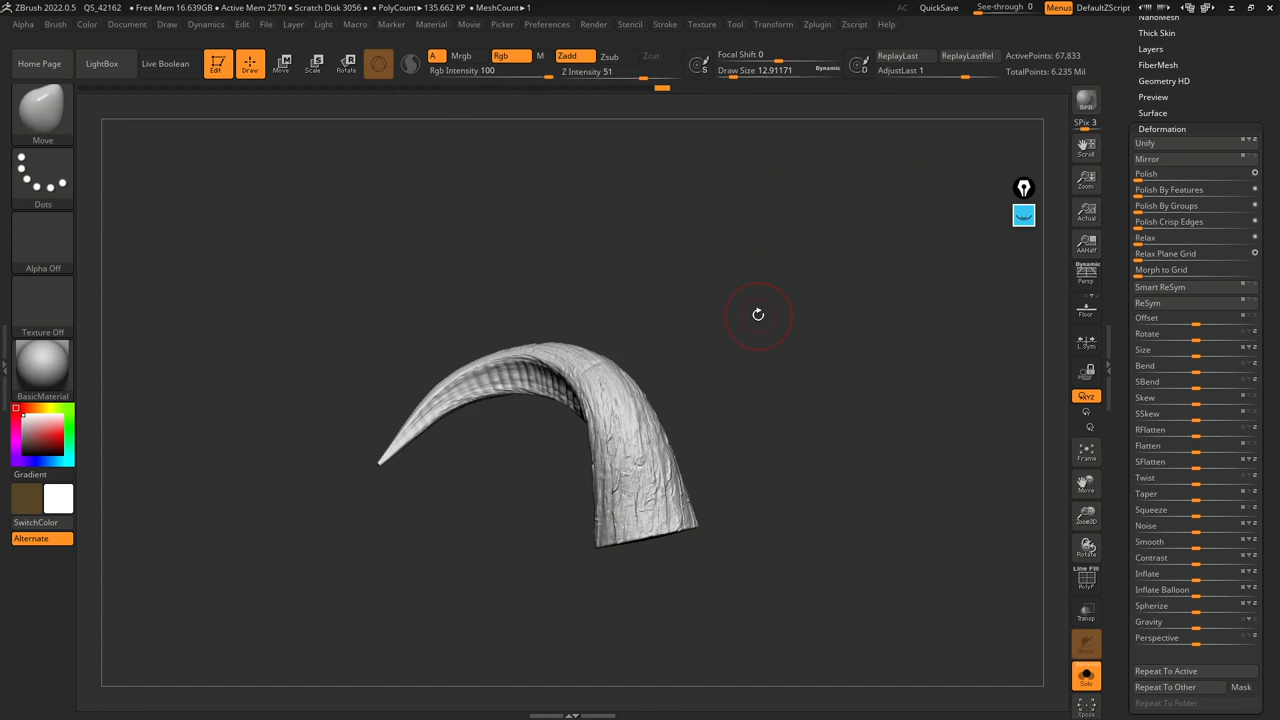 ZBrush 2022.0.5 QS_42162 • Free Mem 16.639GB • Active Mem 2570 • Scratch Disk 3056 • PolyCount▸135.662 KP • MeshCount▸1 AC QuickSave See-through 0 Menus DefaultZScript
Alpha Brush Color Document Draw Dynamics Edit File Layer Light Macro Marker Material Movie Picker Preferences Render Stencil Stroke Texture Tool Transform Zplugin Zscript Help
Home Page LightBox Live Boolean Edit Draw Move Scale Rotate A Mrgb Rgb M Zadd Zsub Zcut
Rgb Intensity 100 Z Intensity 51
S Focal Shift 0
Draw Size 12.91171 Dynamic
D ReplayLast ReplayLastRel ActivePoints: 67,833
AdjustLast 1 TotalPoints: 6.235 Mil
Move
Dots
Alpha Off
Texture Off
BasicMaterial
Gradient
SwitchColor
Alternate
BPR
SPix 3
Scroll
Zoom
Actual
AAHalf
Dynamic
Persp
Floor
L.Sym
XYZ
Frame
Move
Zoom3D
Rotate
Line Fill
PolyF
Transp
Ghost
Solo
Xpose
NanoMesh
Thick Skin
Layers
FiberMesh
Geometry HD
Preview
Surface
Deformation
Unify
Mirror
Polish
Polish By Features
Polish By Groups
Polish Crisp Edges
Relax
Relax Plane Grid
Morph to Grid
Smart ReSym
ReSym
Offset
Rotate
Size
Bend
SBend
Skew
SSkew
RFlatten
Flatten
SFlatten
Twist
Taper
Squeeze
Noise
Smooth
Contrast
Inflate
Inflate Balloon
Spherize
Gravity
Perspective
Repeat To Active
Repeat To Other Mask
Repeat To Folder